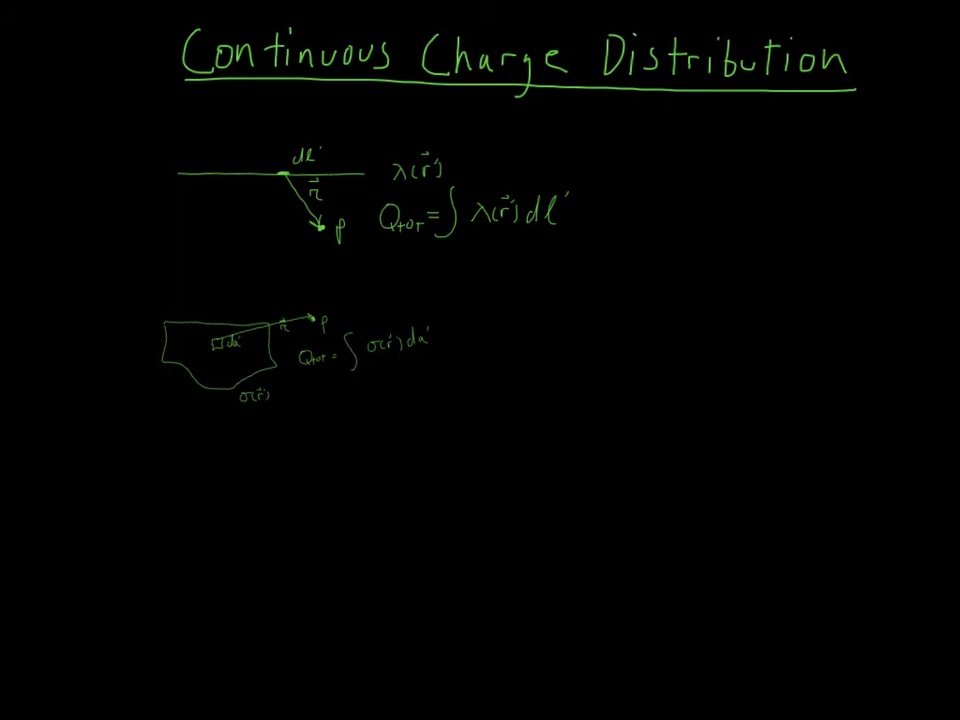 Continuous Charge Distribution
dl'
λ(r⃗')
r⃗
p
Q_TOT = ∫ λ(r⃗') dl'
p
r⃗
da'
Q_TOT = ∫ σ(r⃗') da'
σ(r⃗')